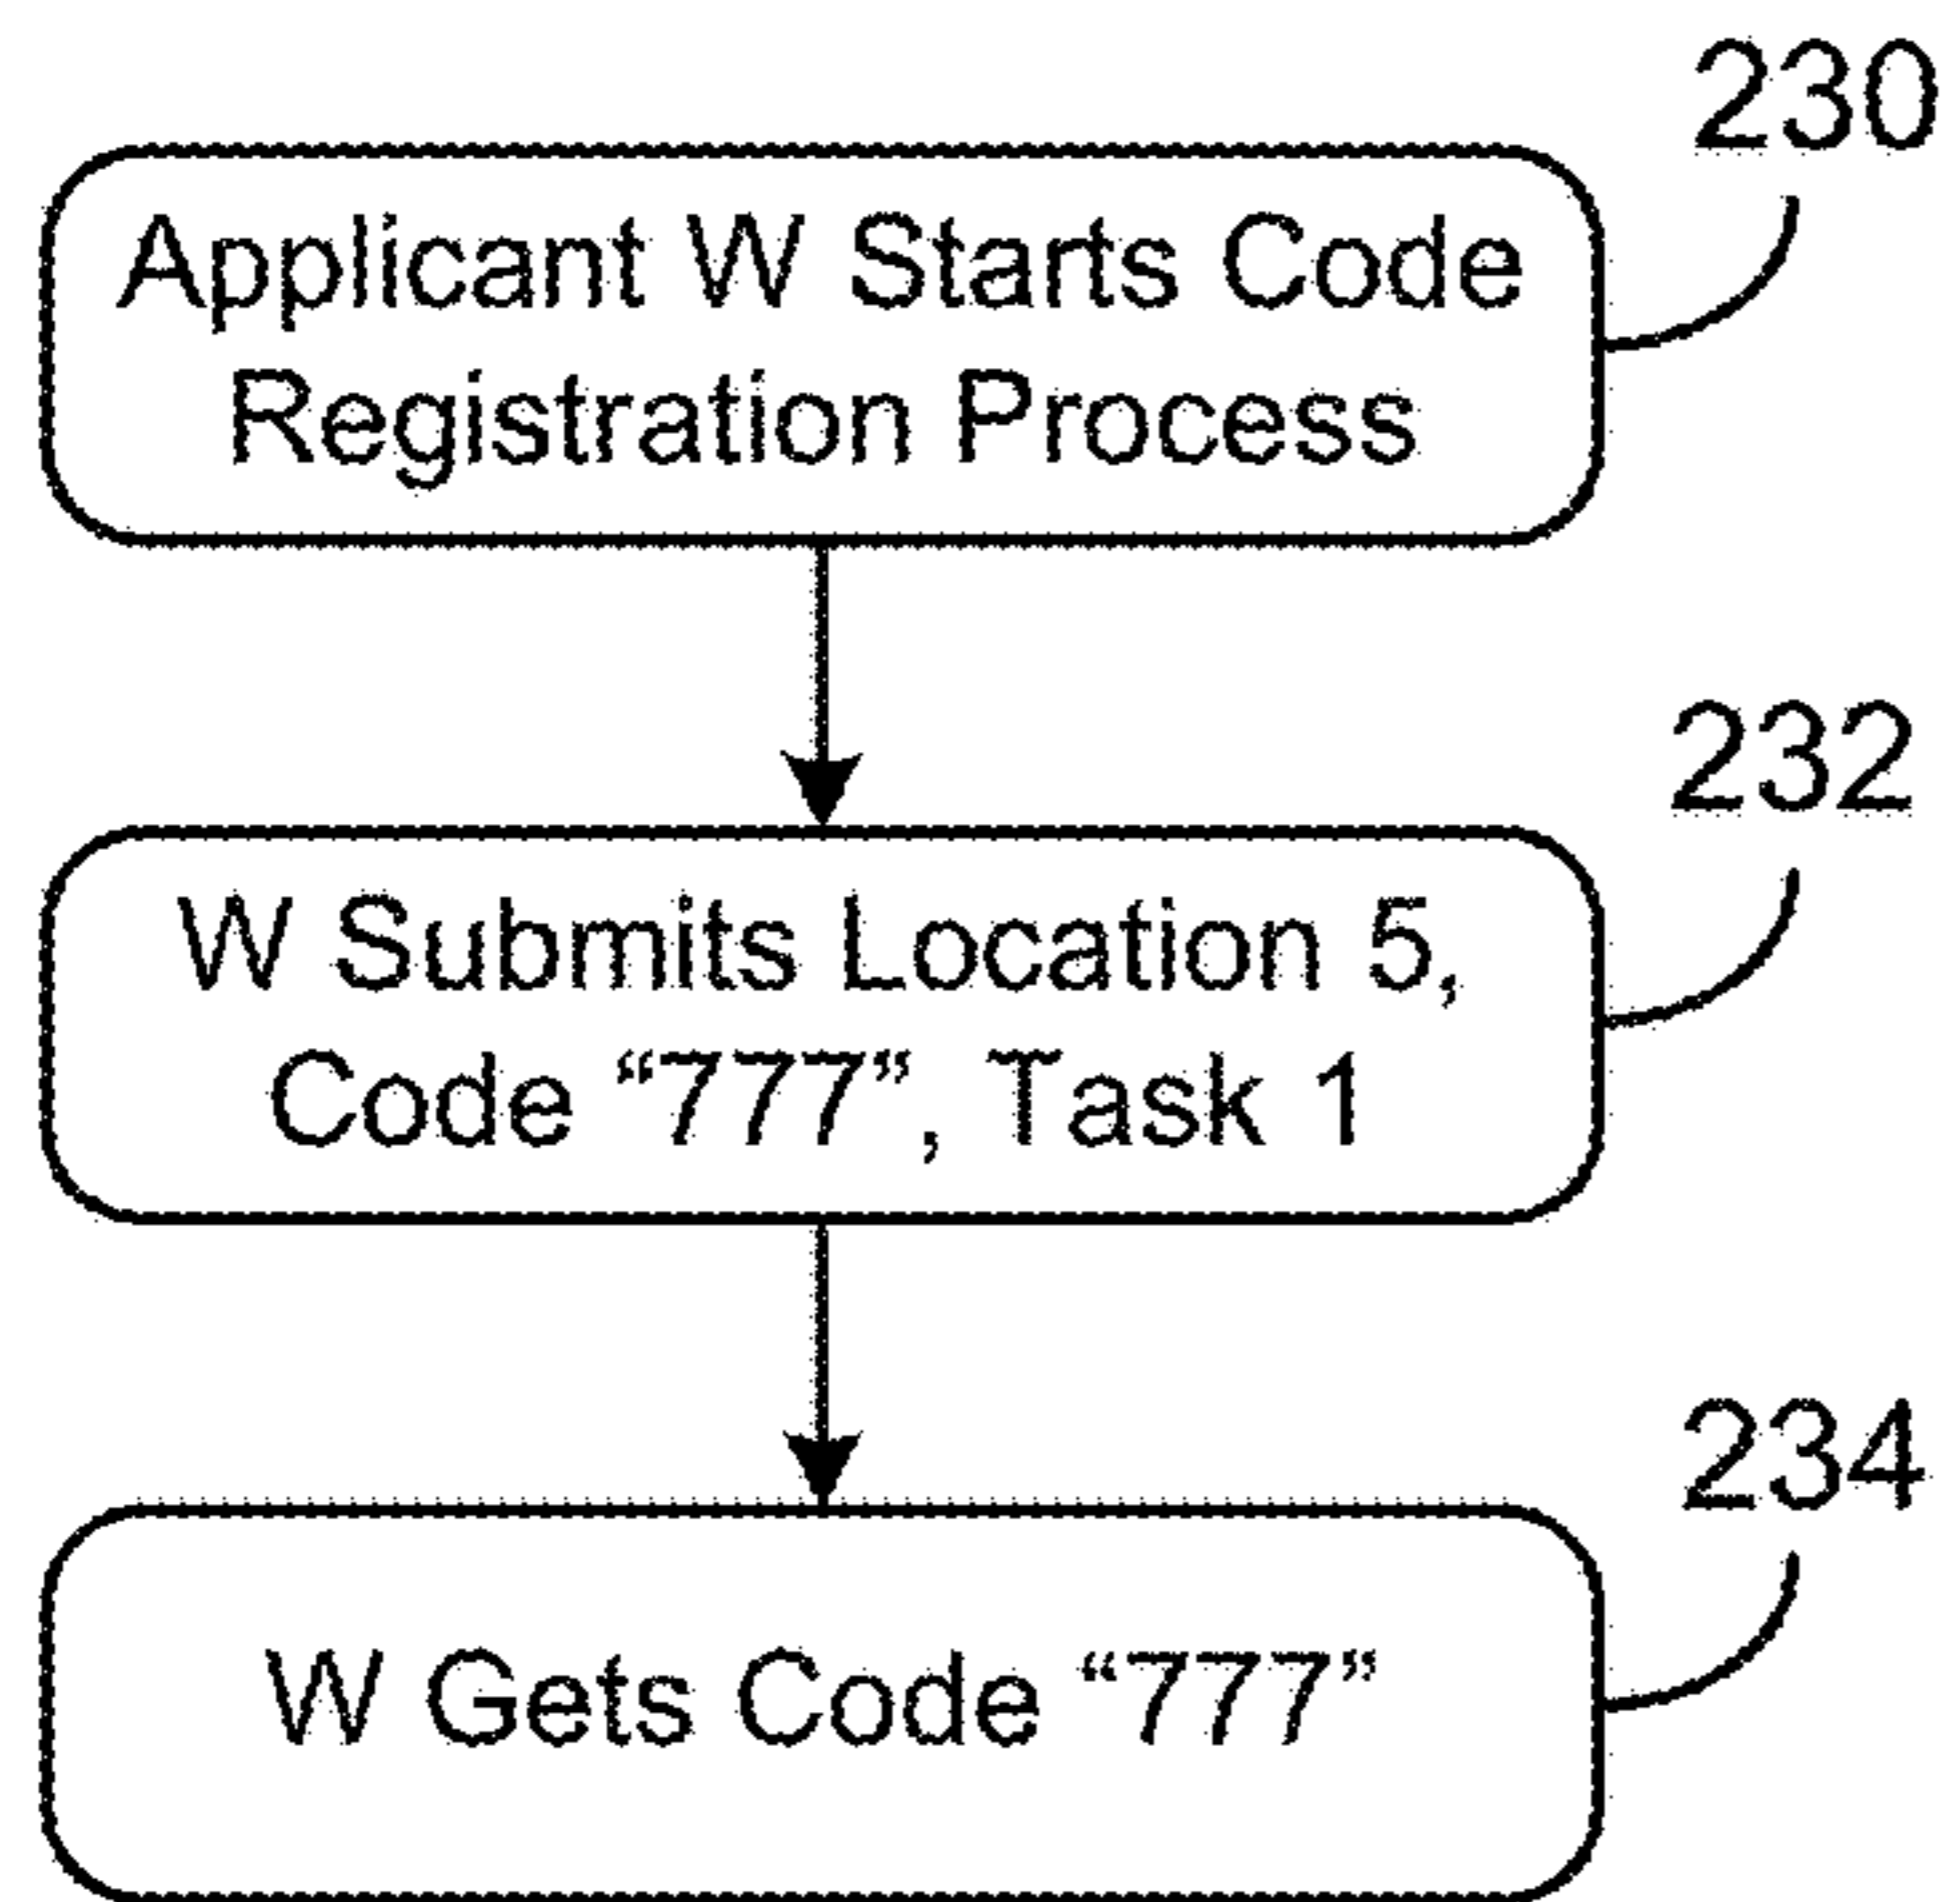 230
Applicant W Starts Code
Registration Process
232
W Submits Location 5,
Code “777”, Task 1
234
W Gets Code “777”